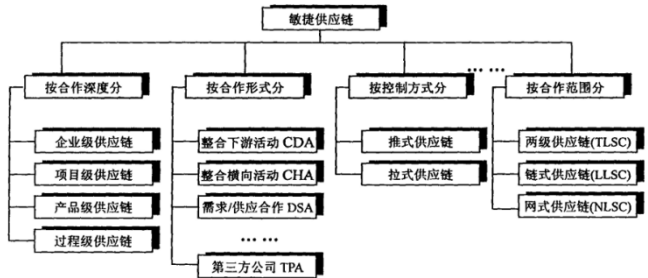 敏捷供应链
按合作深度分
按合作形式分
按控制方式分
… …
按合作范围分
企业级供应链
项目级供应链
产品级供应链
过程级供应链
整合下游活动 CDA
整合横向活动 CHA
需求/供应合作 DSA
… …
第三方公司 TPA
推式供应链
拉式供应链
两级供应链(TLSC)
链式供应链(LLSC)
网式供应链(NLSC)